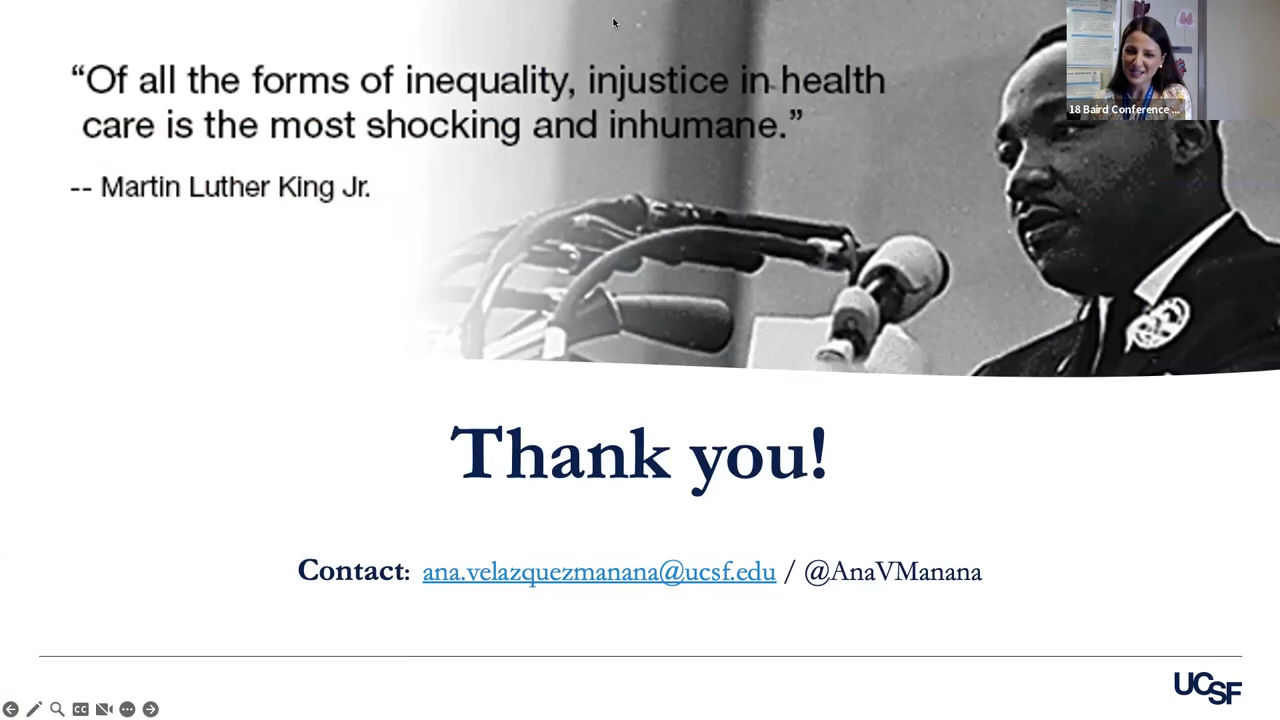 “Of all the forms of inequality, injustice in health
care is the most shocking and inhumane.”
-- Martin Luther King Jr.
18 Baird Conference ...
Thank you!
Contact: ana.velazquezmanana@ucsf.edu / @AnaVManana
UCSF
CC